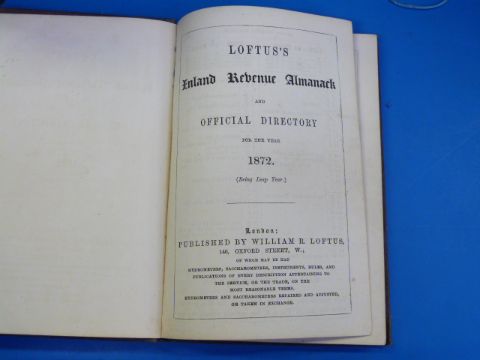 LOFTUS'S
Inland Revenue Almanack
AND
OFFICIAL DIRECTORY
FOR THE YEAR
1872.
(Being Leap Year.)
London:
PUBLISHED BY WILLIAM R. LOFTUS,
146, OXFORD STREET, W.;
OF WHOM MAY BE HAD
HYDROMETERS, SACCHAROMETERS, INSTRUMENTS, RULES, AND
PUBLICATIONS OF EVERY DESCRIPTION APPERTAINING TO
THE SERVICE, OR THE TRADE, ON THE
MOST REASONABLE TERMS.
HYDROMETERS AND SACCHAROMETERS REPAIRED AND ADJUSTED,
OR TAKEN IN EXCHANGE.